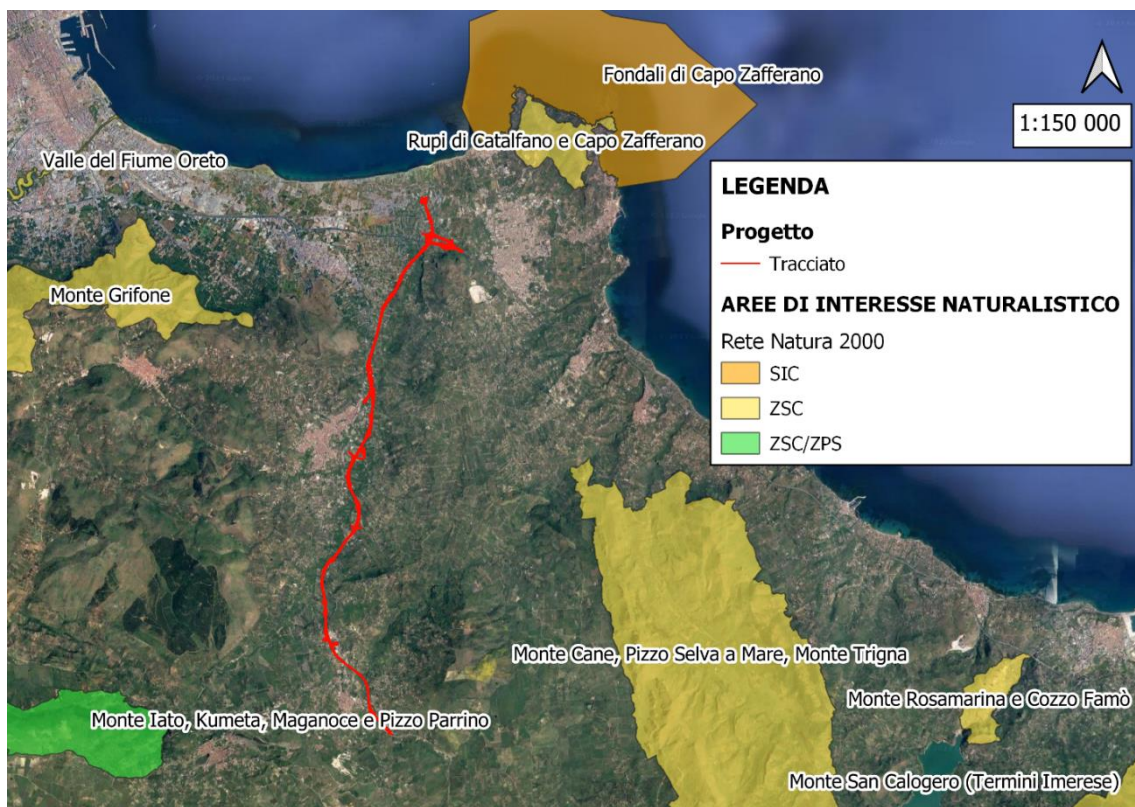 Fondali di Capo Zafferano
1:150 000
Rupi di Catalfano e Capo Zafferano
Valle del Fiume Oreto
LEGENDA
Progetto
Tracciato
AREE DI INTERESSE NATURALISTICO
Rete Natura 2000
SIC
ZSC
ZSC/ZPS
Monte Grifone
Monte Cane, Pizzo Selva a Mare, Monte Trigna
Monte Rosamarina e Cozzo Famò
Monte Iato, Kumeta, Maganoce e Pizzo Parrino
Monte San Calogero (Termini Imerese)